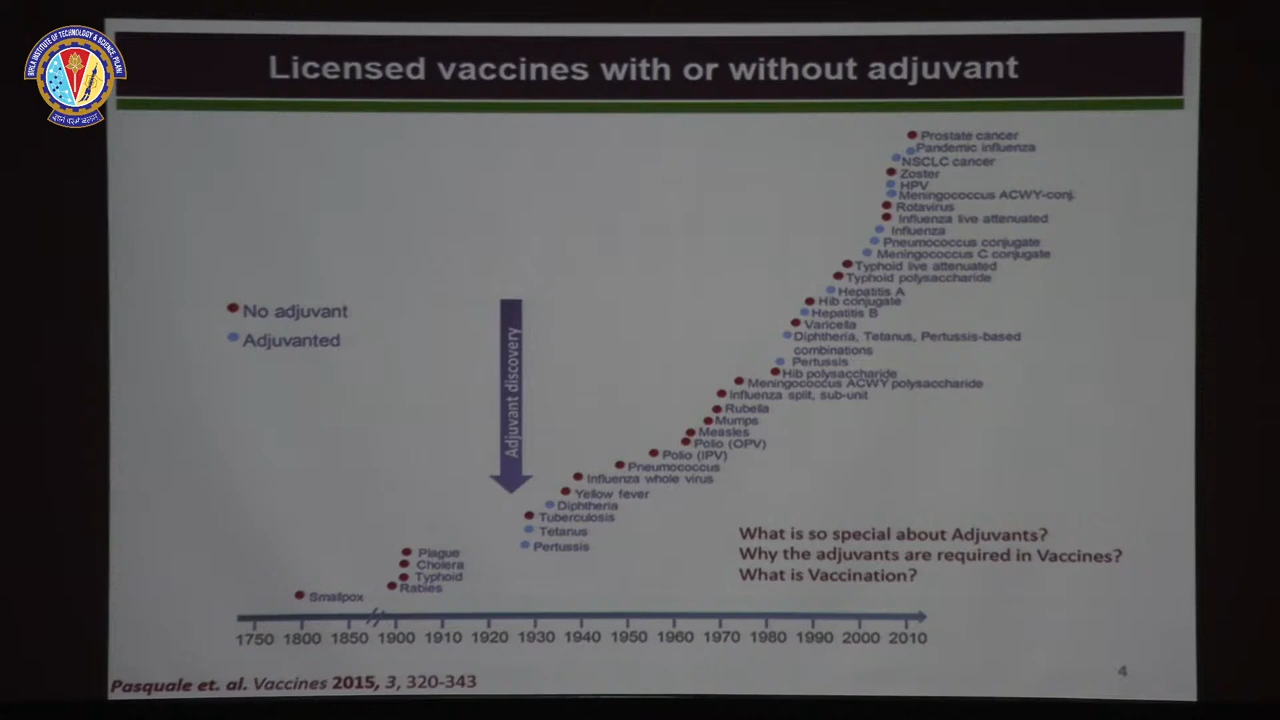 BIRLA INSTITUTE OF TECHNOLOGY & SCIENCE, PILANI
Licensed vaccines with or without adjuvant
Prostate cancer
Pandemic influenza
NSCLC cancer
Zoster
HPV
Meningococcus ACWY-conj.
Rotavirus
Influenza live attenuated
Influenza
Pneumococcus conjugate
Meningococcus C conjugate
Typhoid live attenuated
Typhoid polysaccharide
Hepatitis A
Hib conjugate
Hepatitis B
Varicella
Diphtheria, Tetanus, Pertussis-based
combinations
Pertussis
Hib polysaccharide
Meningococcus ACWY polysaccharide
Influenza split, sub-unit
Rubella
Mumps
Measles
Polio (OPV)
Polio (IPV)
Pneumococcus
Influenza whole virus
Yellow fever
Diphtheria
Tuberculosis
Tetanus
Pertussis
Plague
Cholera
Typhoid
Rabies
Smallpox
No adjuvant
Adjuvanted
Adjuvant discovery
What is so special about Adjuvants?
Why the adjuvants are required in Vaccines?
What is Vaccination?
1750 1800 1850 1900 1910 1920 1930 1940 1950 1960 1970 1980 1990 2000 2010
Pasquale et. al. Vaccines 2015, 3, 320-343
4